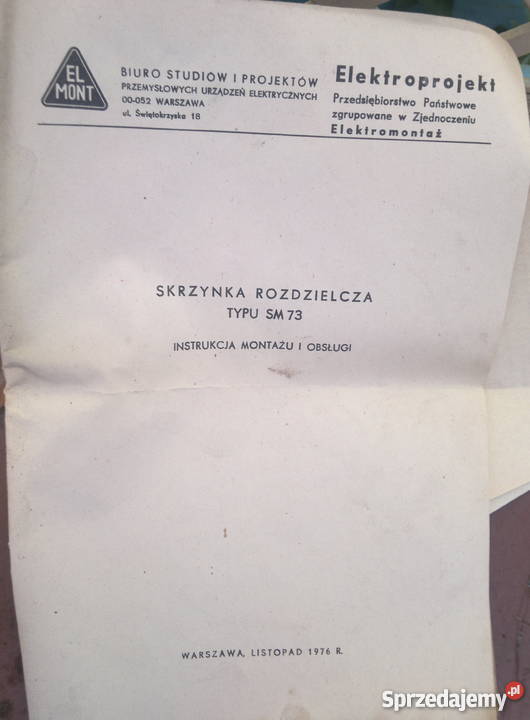 EL
MONT
BIURO STUDIÓW I PROJEKTÓW
PRZEMYSŁOWYCH URZĄDZEŃ ELEKTRYCZNYCH
00-052 WARSZAWA
ul. Świętokrzyska 18
Elektroprojekt
Przedsiębiorstwo Państwowe
zgrupowane w Zjednoczeniu
Elektromontaż
SKRZYNKA ROZDZIELCZA
TYPU SM 73
INSTRUKCJA MONTAŻU I OBSŁUGI
WARSZAWA, LISTOPAD 1976 R.
Sprzedajemy.pl